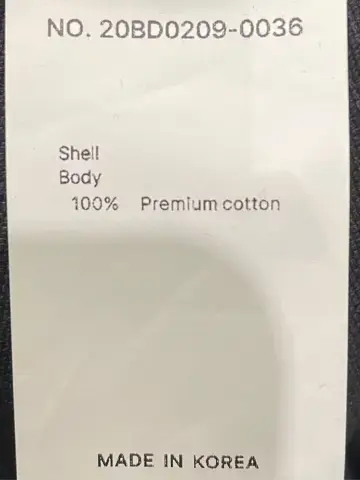 NO. 20BD0209-0036
Shell
Body
100% Premium cotton
MADE IN KOREA